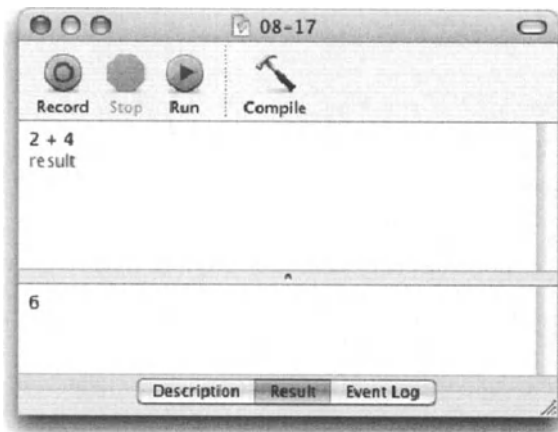 08-17
Record Stop Run Compile
2 + 4
result
6
Description Result Event Log